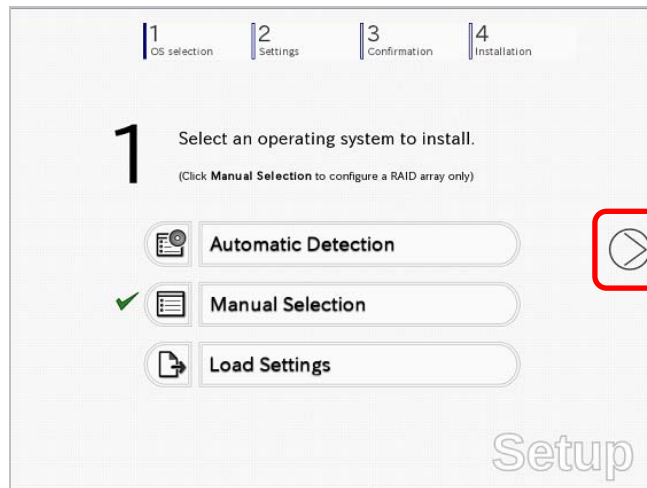 1 2 3 4
OS selection Settings Confirmation Installation
1
Select an operating system to install.
(Click Manual Selection to configure a RAID array only)
Automatic Detection
Manual Selection
Load Settings
Setup